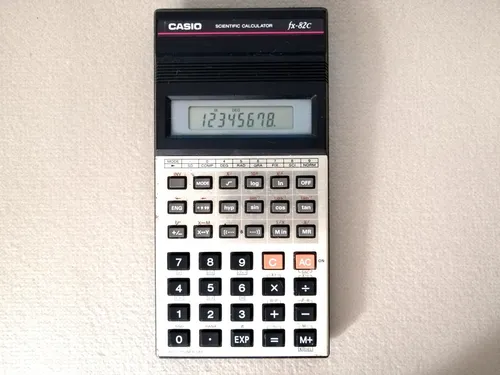 CASIO SCIENTIFIC CALCULATOR fx-82C
12345678.
MODE
MODE √ log ln OFF
ENG hyp sin cos tan
+/- X↔Y [(--- ---)] Min MR
7 8 9 C AC
4 5 6 × ÷
1 2 3 + −
0 · EXP = M+